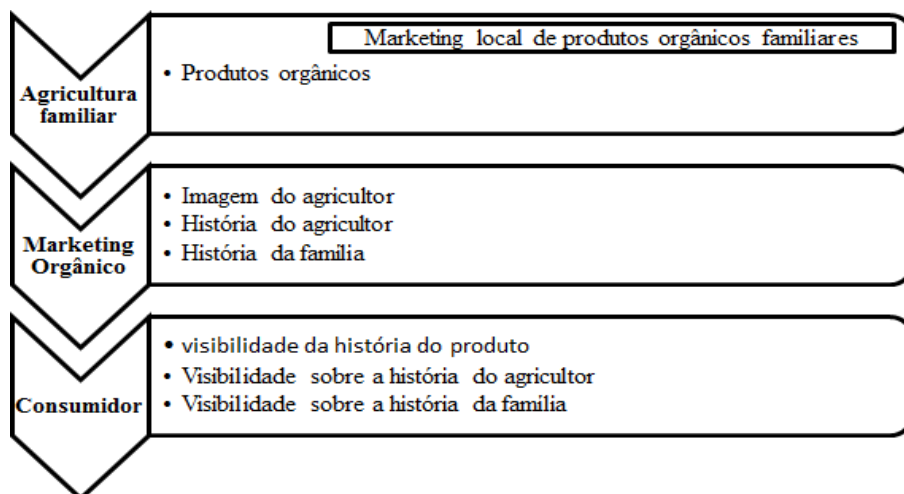 Marketing local de produtos orgânicos familiares
Agricultura
familiar
• Produtos orgânicos
Marketing
Orgânico
• Imagem do agricultor
• História do agricultor
• História da família
Consumidor
• visibilidade da história do produto
• Visibilidade sobre a história do agricultor
• Visibilidade sobre a história da família